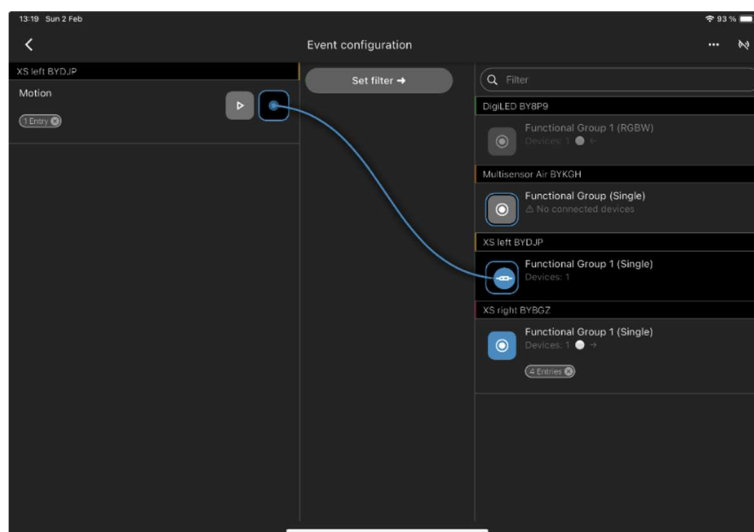 13:19 Sun 2 Feb
93 %
Event configuration
XS left BYDJP
Motion
1 Entry
Set filter →
Filter
DigiLED BY8P9
Functional Group 1 (RGBW)
Devices: 1 ←
Multisensor Air BYKGH
Functional Group (Single)
⚠ No connected devices
XS left BYDJP
Functional Group 1 (Single)
Devices: 1
XS right BYBGZ
Functional Group 1 (Single)
Devices: 1 →
4 Entries